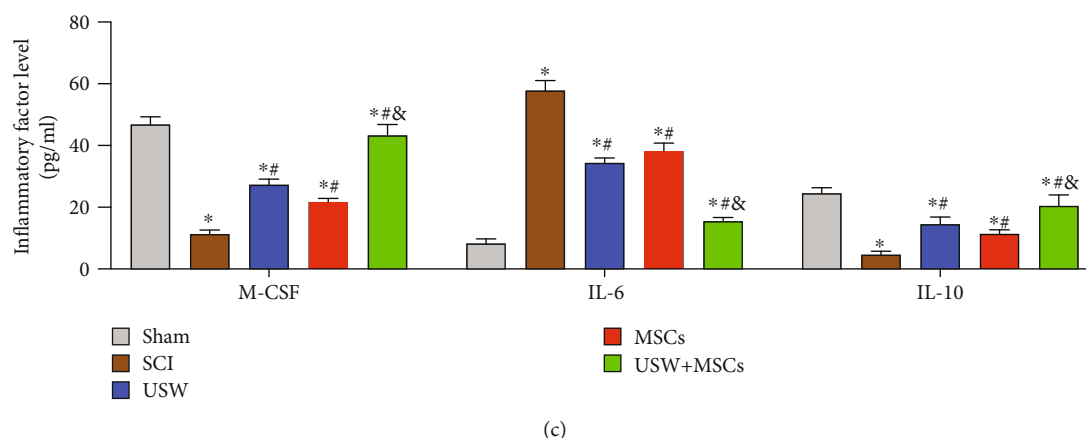 80
60
40
20
0
Inflammatory factor level
(pg/ml)
*
*#
*#
*#&
*
*#
*#
*#&
*
*#
*#
*#&
M-CSF
IL-6
IL-10
Sham
SCI
USW
MSCs
USW+MSCs
(c)